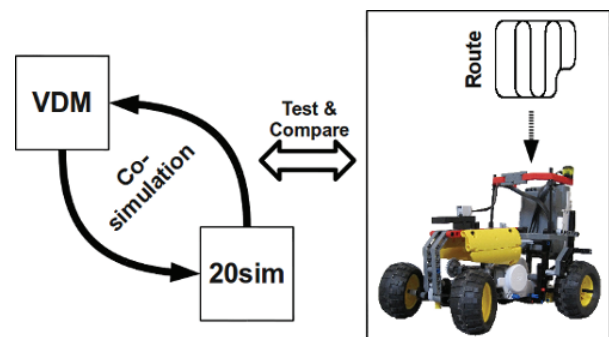 VDM
Co-
simulation
20sim
Test &
Compare
Route